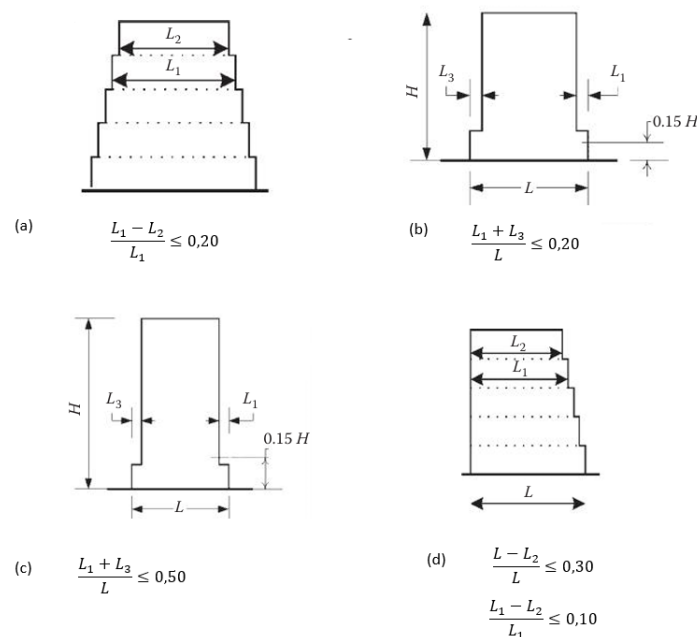 L₂
L₁
(a)
(L₁ − L₂)/L₁ ≤ 0,20
H
L₃
L₁
0.15 H
L
(b)
(L₁ + L₃)/L ≤ 0,20
H
L₃
L₁
0.15 H
L
(c)
(L₁ + L₃)/L ≤ 0,50
L₂
L₁
L
(d)
(L − L₂)/L ≤ 0,30
(L₁ − L₂)/L₁ ≤ 0,10